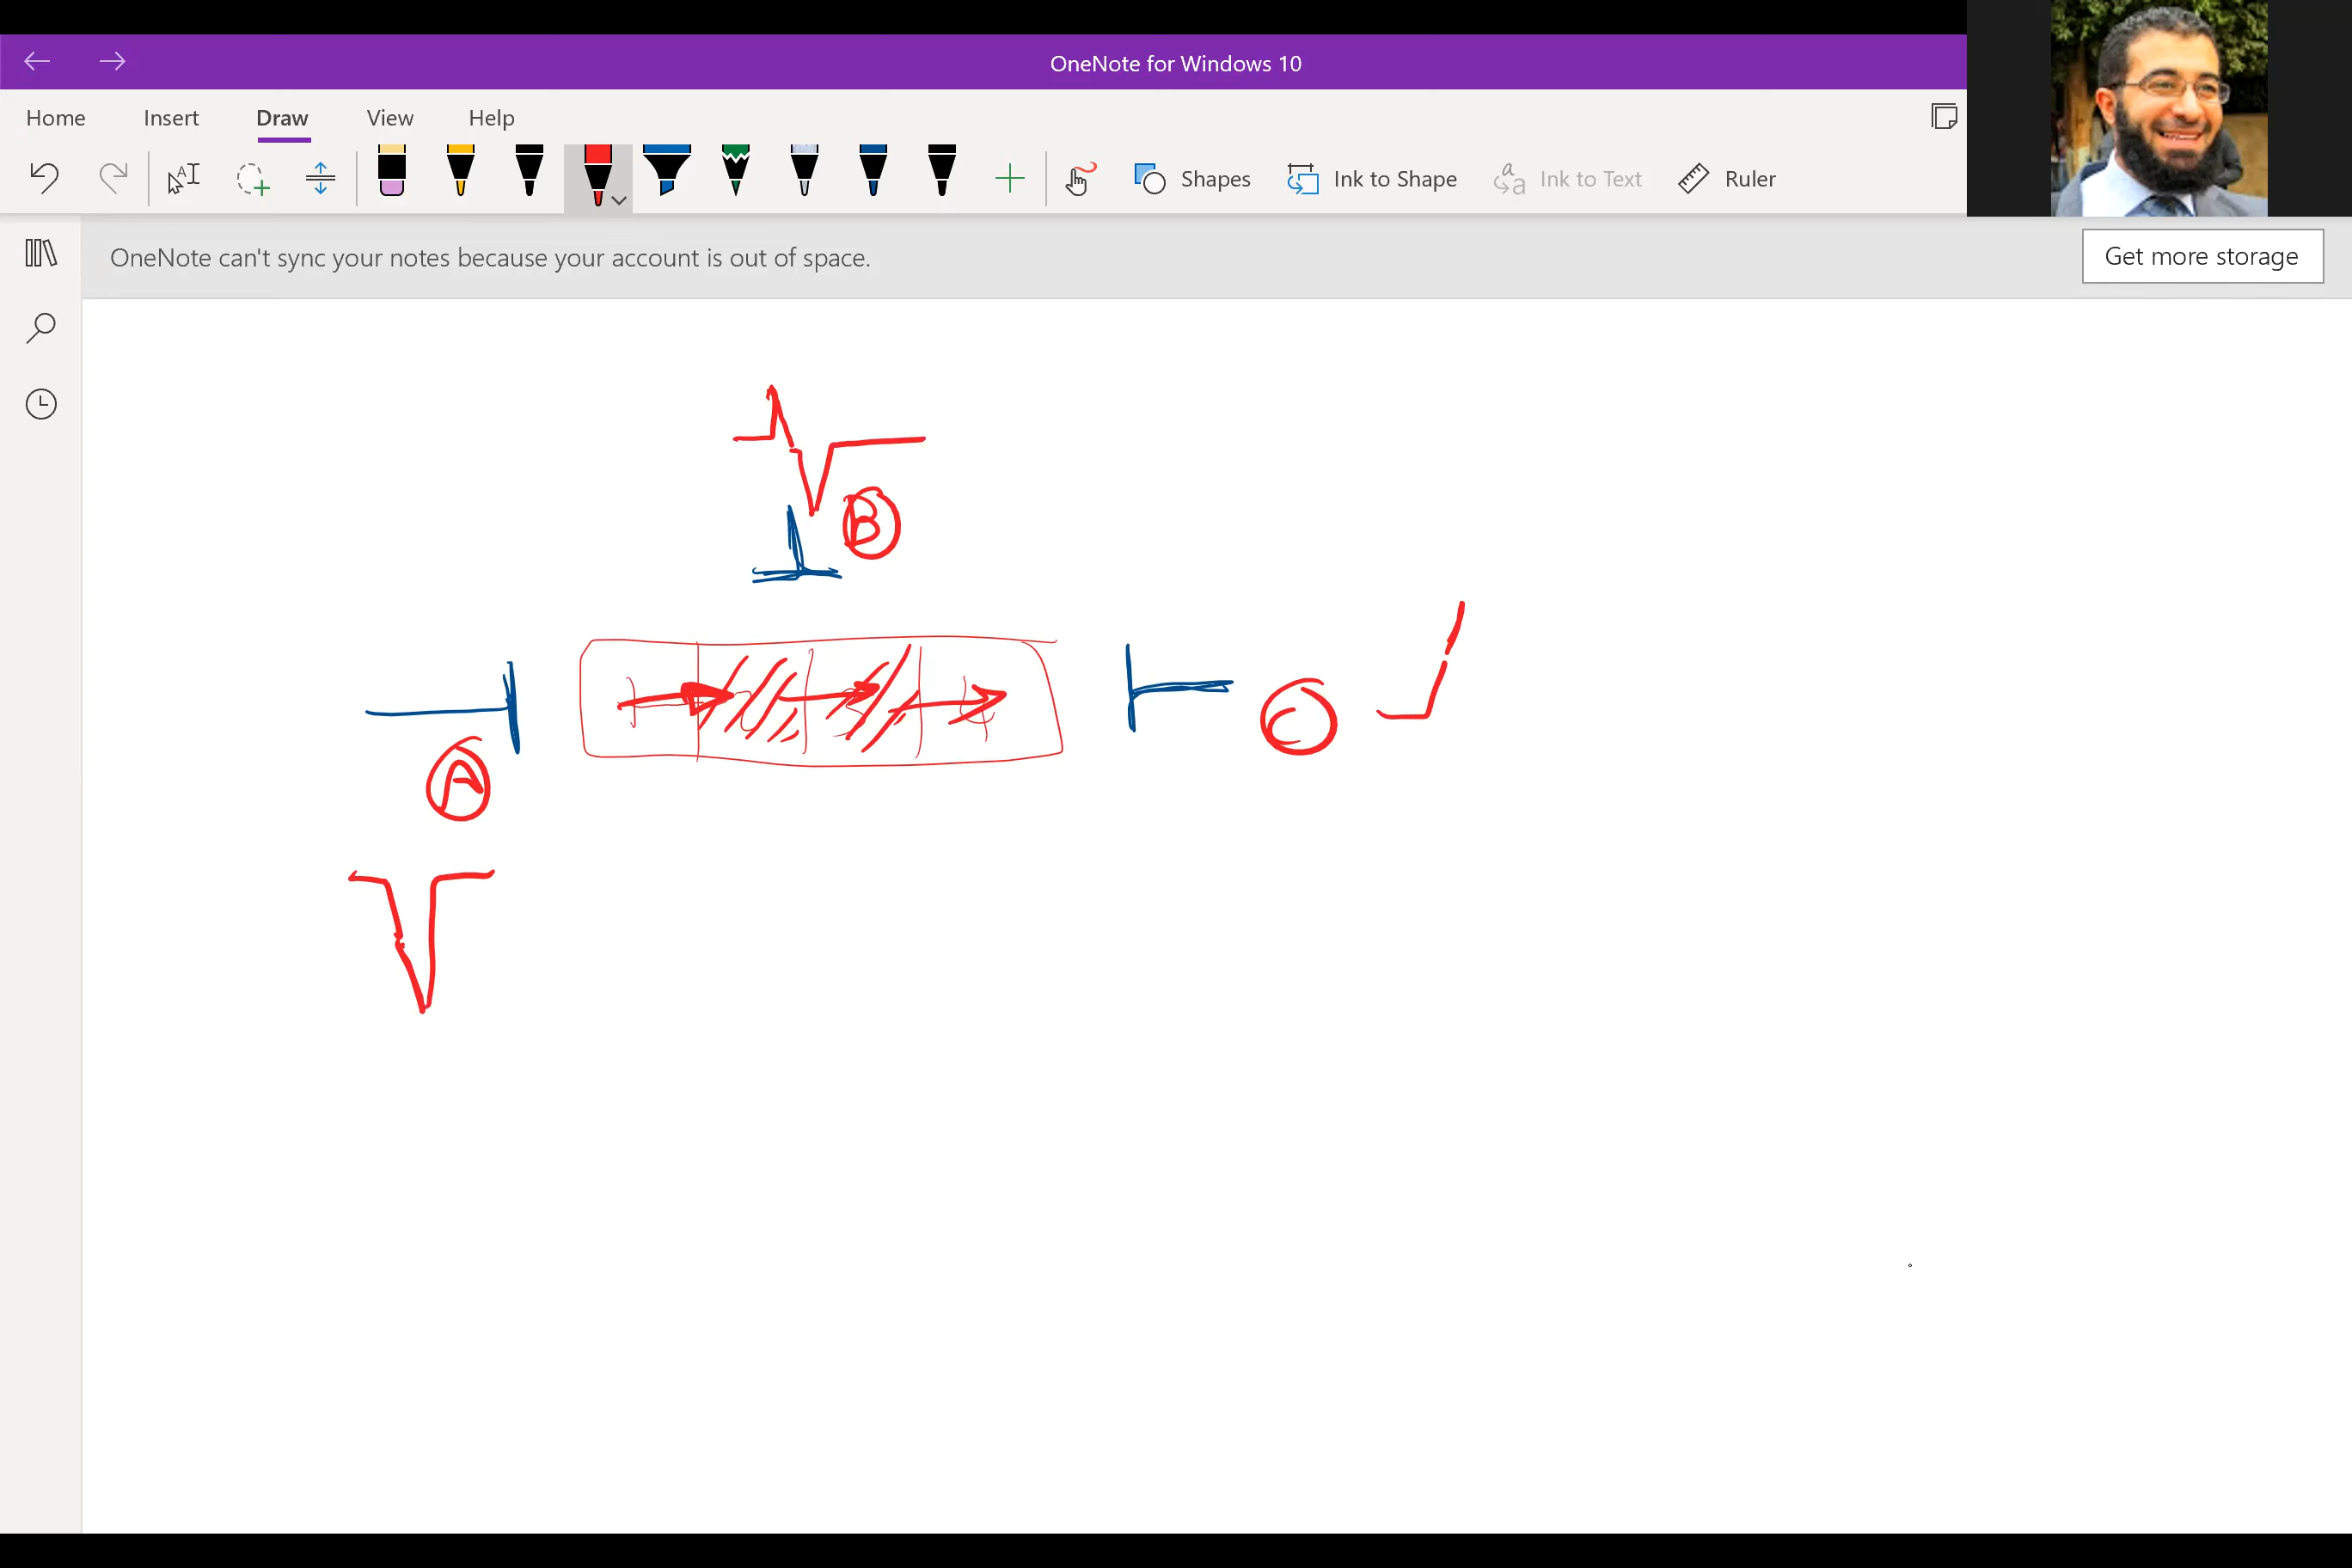 OneNote for Windows 10
Home Insert Draw View Help
Shapes Ink to Shape Ink to Text Ruler
OneNote can't sync your notes because your account is out of space.
Get more storage
B
A
C